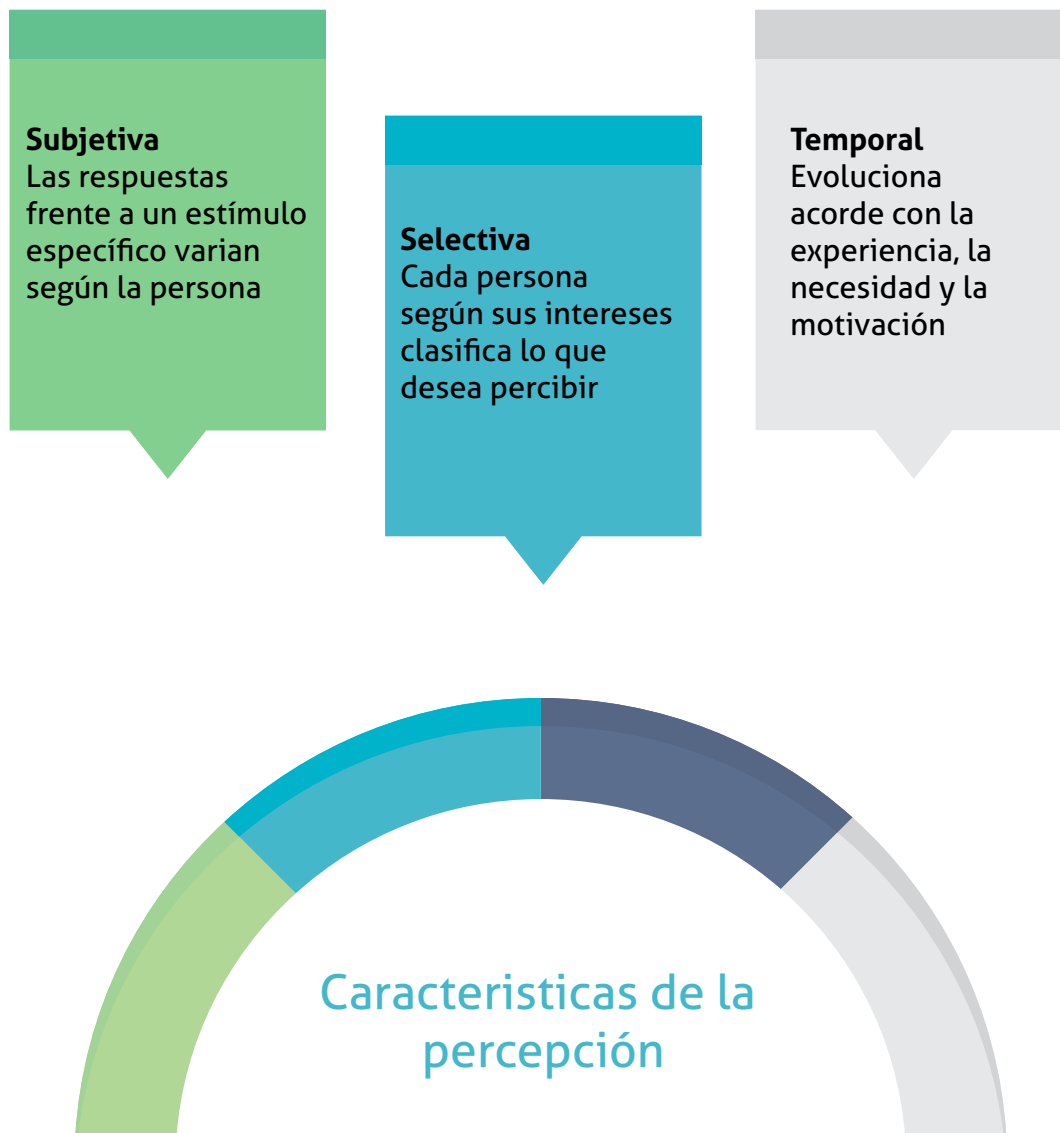 Subjetiva
Las respuestas
frente a un estímulo
específico varian
según la persona
Selectiva
Cada persona
según sus intereses
clasifica lo que
desea percibir
Temporal
Evoluciona
acorde con la
experiencia, la
necesidad y la
motivación
Caracteristicas de la
percepción